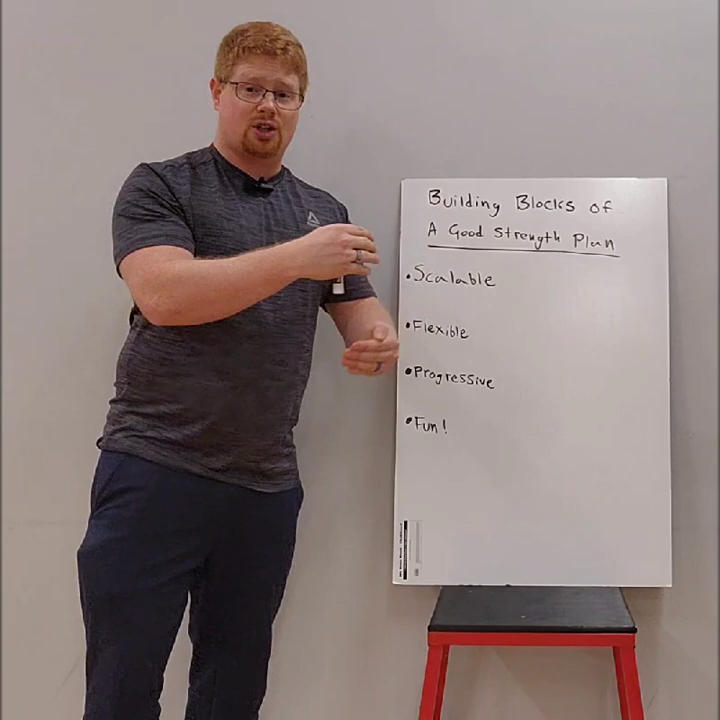 Building Blocks of
A Good Strength Plan
• Scalable
• Flexible
• Progressive
• Fun!